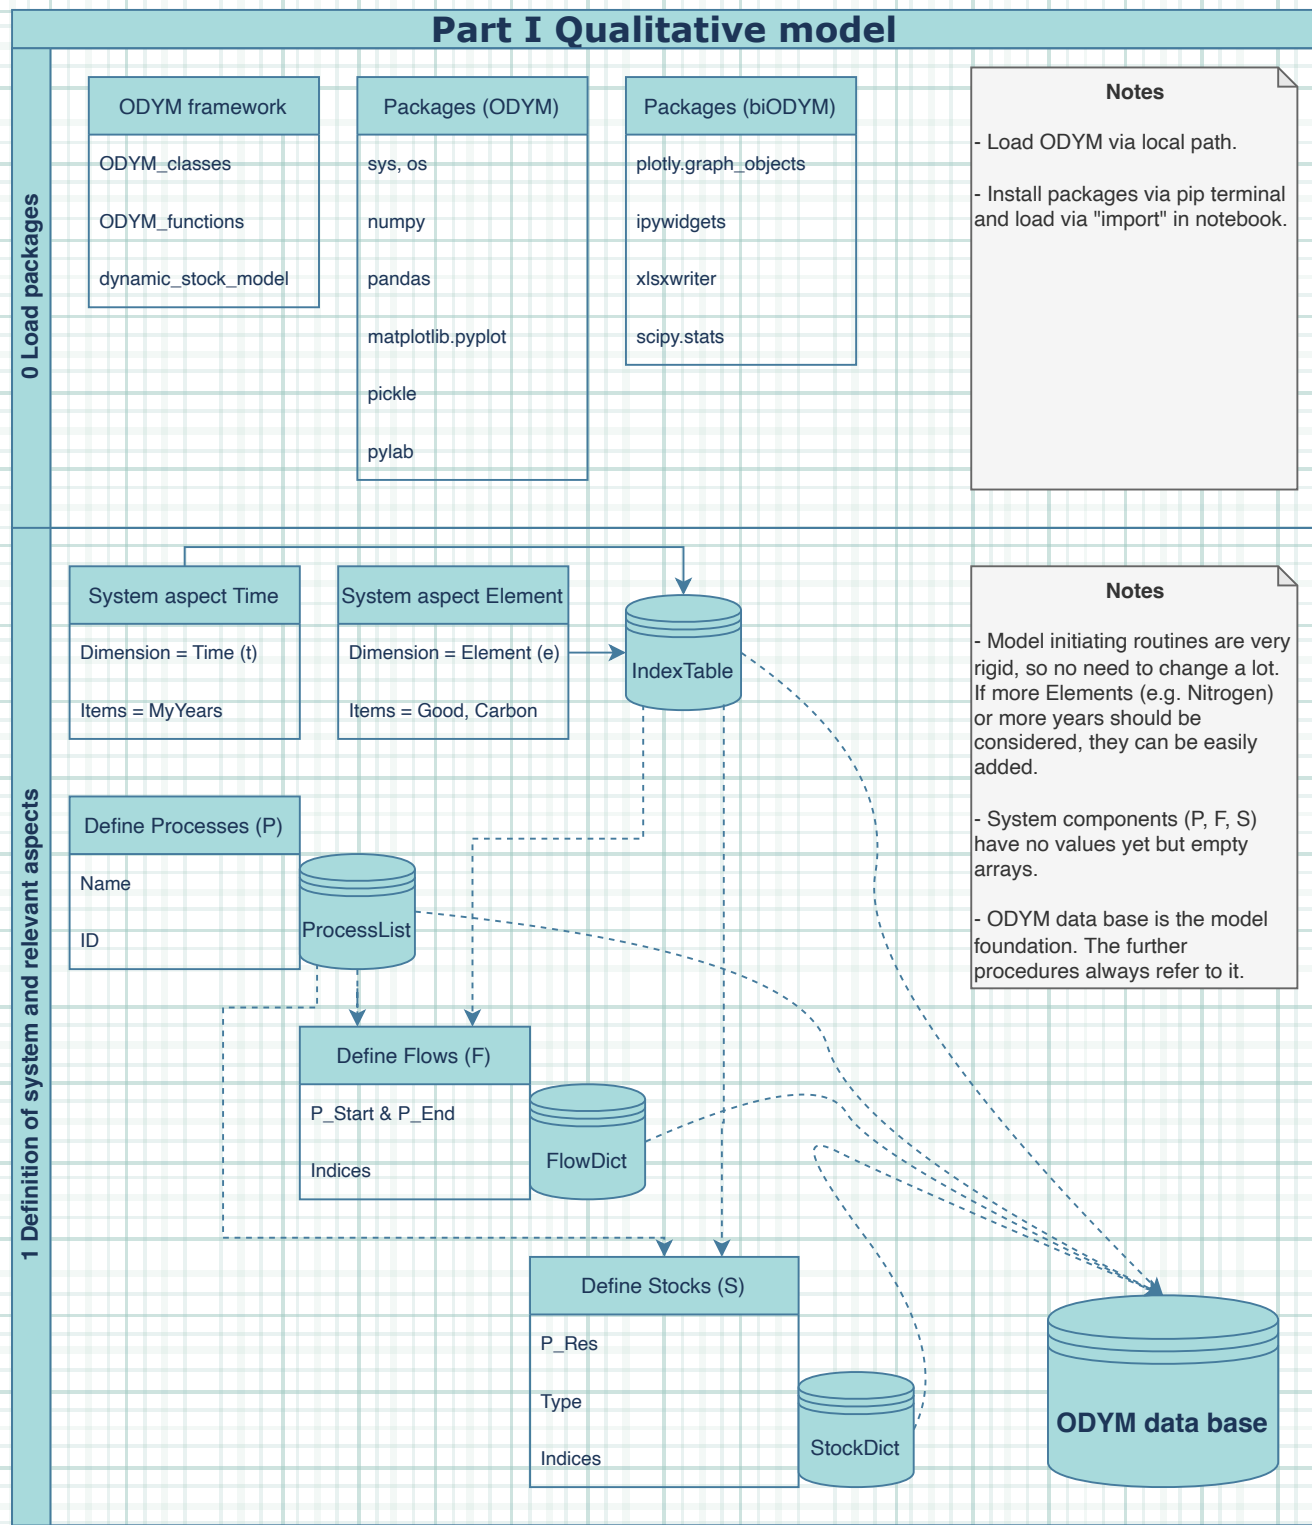 Part I Qualitative model
0 Load packages
ODYM framework
ODYM_classes
ODYM_functions
dynamic_stock_model
Packages (ODYM)
sys, os
numpy
pandas
matplotlib.pyplot
pickle
pylab
Packages (biODYM)
plotly.graph_objects
ipywidgets
xlsxwriter
scipy.stats
Notes
- Load ODYM via local path.
- Install packages via pip terminal
and load via "import" in notebook.
1 Definition of system and relevant aspects
System aspect Time
Dimension = Time (t)
Items = MyYears
System aspect Element
Dimension = Element (e)
Items = Good, Carbon
IndexTable
Notes
- Model initiating routines are very
rigid, so no need to change a lot.
If more Elements (e.g. Nitrogen)
or more years should be
considered, they can be easily
added.
- System components (P, F, S)
have no values yet but empty
arrays.
- ODYM data base is the model
foundation. The further
procedures always refer to it.
Define Processes (P)
Name
ID
ProcessList
Define Flows (F)
P_Start & P_End
Indices
FlowDict
Define Stocks (S)
P_Res
Type
Indices
StockDict
ODYM data base